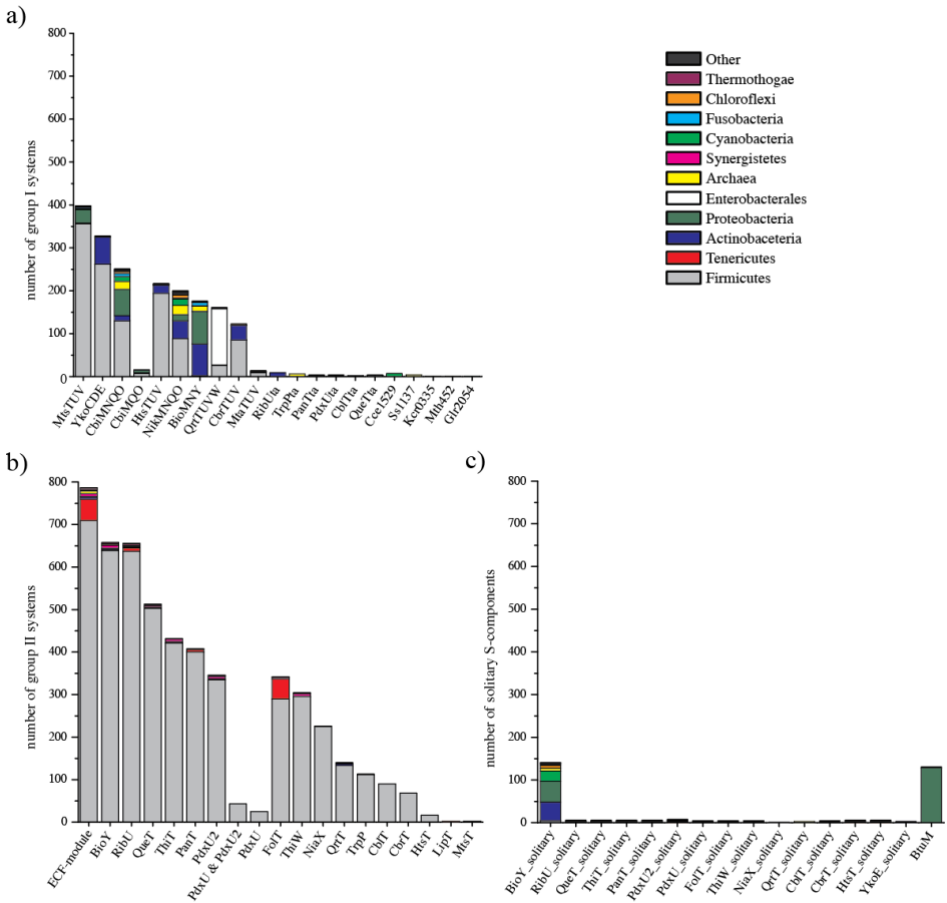 a)
800
700
600
500
400
300
200
100
0
number of group I systems
MtsTUV
YkoCDE
CbiMNQO
CbiMQO
HtsTUV
NikMNQO
BioMNY
QrtTUVW
CbrTUV
MtaTUV
RibUta
TrpPta
PanTta
PdxUta
CblTta
QueTta
Cce1529
Ss1137
Kcr0335
Mtb452
Glr2054
Other
Thermothogae
Chloroflexi
Fusobacteria
Cyanobacteria
Synergistetes
Archaea
Enterobacterales
Proteobacteria
Actinobaceteria
Tenericutes
Firmicutes
b)
800
700
600
500
400
300
200
100
0
number of group II systems
ECF-module
BioY
RibU
QueT
ThiT
PanT
PdxU2
PdxU & PdxU2
PdxU
FolT
ThiW
NiaX
QrtT
TrpP
CblT
CbrT
HtsT
LipT
MtsT
c)
800
700
600
500
400
300
200
100
0
number of solitary S-components
BioY_solitary
RibU_solitary
QueT_solitary
ThiT_solitary
PanT_solitary
PdxU2_solitary
PdxU_solitary
FolT_solitary
ThiW_solitary
NiaX_solitary
QrtT_solitary
CblT_solitary
CbrT_solitary
HtsT_solitary
YkoE_solitary
BtuM